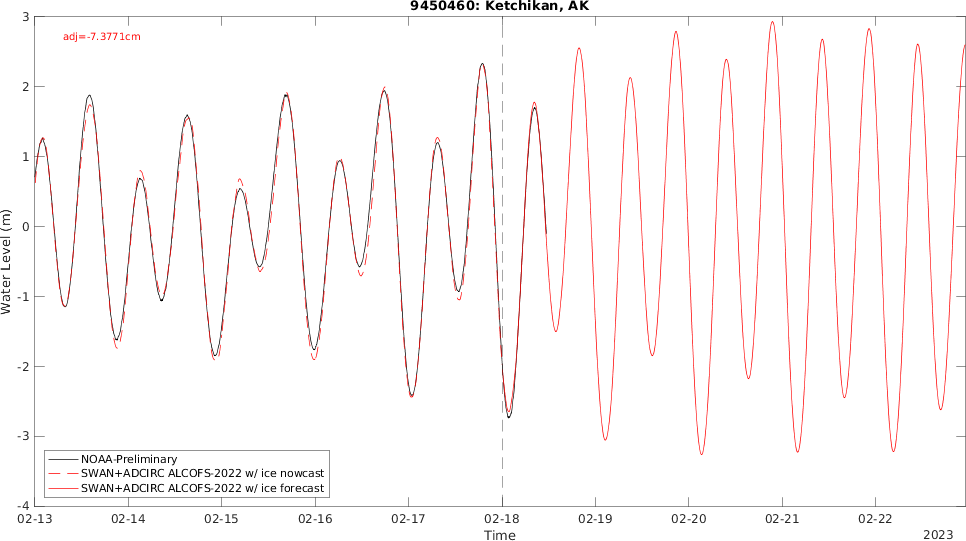 9450460: Ketchikan, AK
adj=-7.3771cm
3
2
1
0
-1
-2
-3
-4
Water Level (m)
NOAA-Preliminary
SWAN+ADCIRC ALCOFS-2022 w/ ice nowcast
SWAN+ADCIRC ALCOFS-2022 w/ ice forecast
02-13 02-14 02-15 02-16 02-17 02-18 02-19 02-20 02-21 02-22
Time
2023